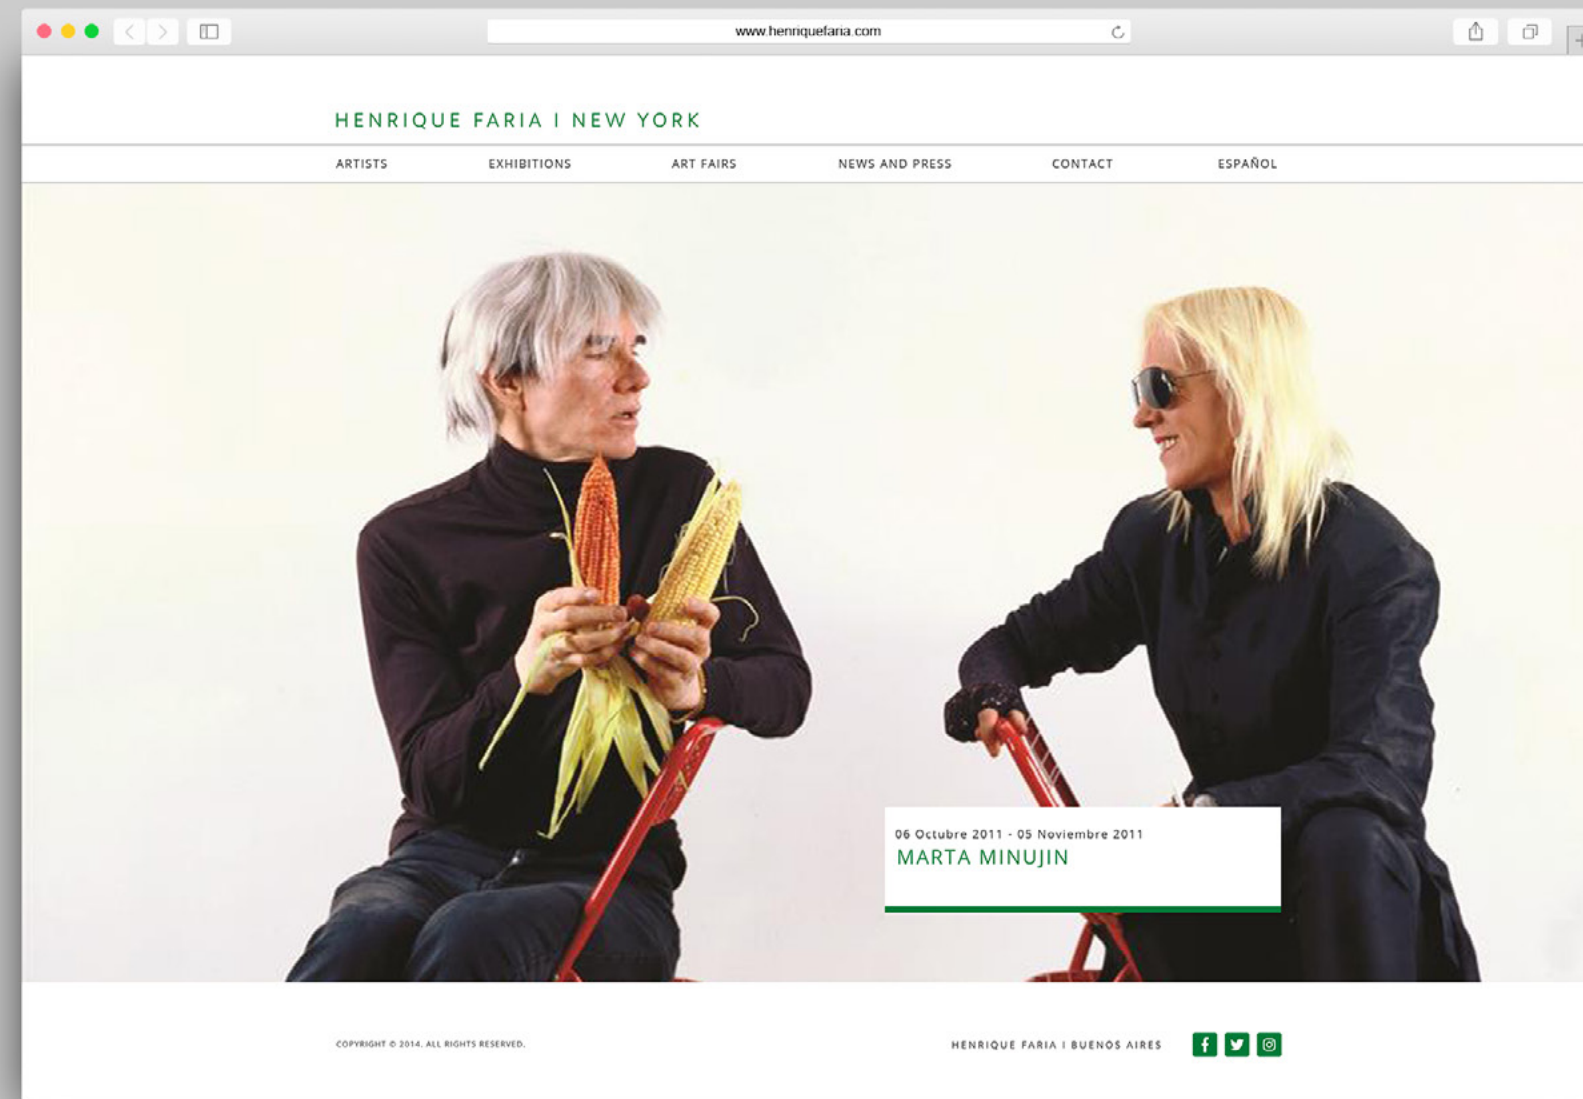 www.henriquefaria.com
HENRIQUE FARIA | NEW YORK
ARTISTS EXHIBITIONS ART FAIRS NEWS AND PRESS CONTACT ESPAÑOL
06 Octubre 2011 - 05 Noviembre 2011
MARTA MINUJIN
COPYRIGHT © 2014. ALL RIGHTS RESERVED.
HENRIQUE FARIA | BUENOS AIRES